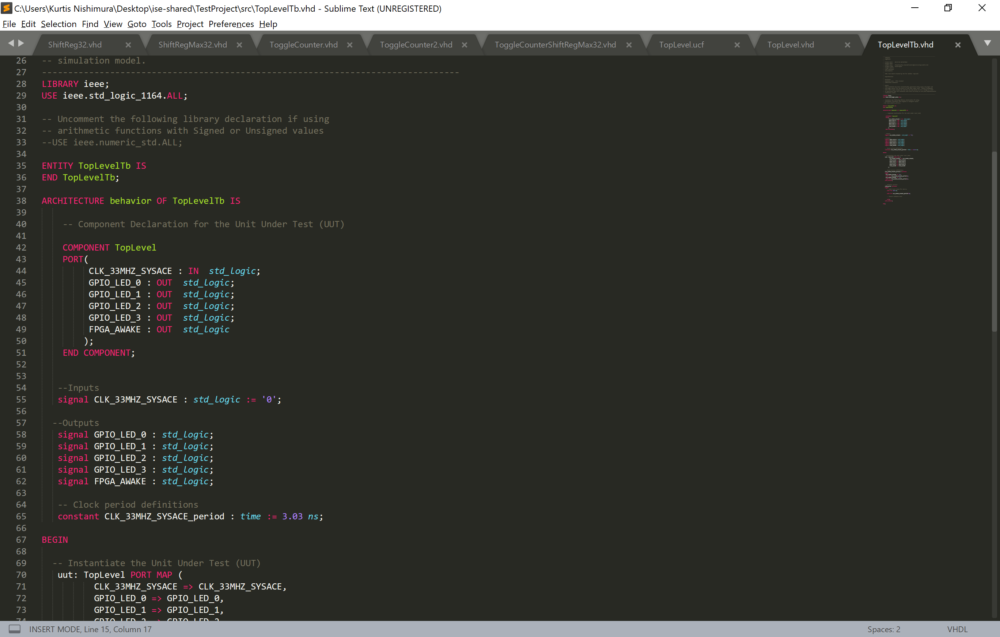 C:\Users\Kurtis Nishimura\Desktop\ise-shared\TestProject\src\TopLevelTb.vhd - Sublime Text (UNREGISTERED)
File Edit Selection Find View Goto Tools Project Preferences Help
ShiftReg32.vhd ShiftRegMax32.vhd ToggleCounter.vhd ToggleCounter2.vhd ToggleCounterShiftRegMax32.vhd TopLevel.ucf TopLevel.vhd TopLevelTb.vhd
26 -- simulation model.
27 --------------------------------------------------------------------------------
28 LIBRARY ieee;
29 USE ieee.std_logic_1164.ALL;
30
31 -- Uncomment the following library declaration if using
32 -- arithmetic functions with Signed or Unsigned values
33 --USE ieee.numeric_std.ALL;
34
35 ENTITY TopLevelTb IS
36 END TopLevelTb;
37
38 ARCHITECTURE behavior OF TopLevelTb IS
39
40 -- Component Declaration for the Unit Under Test (UUT)
41
42 COMPONENT TopLevel
43 PORT(
44 CLK_33MHZ_SYSACE : IN  std_logic;
45 GPIO_LED_0 : OUT  std_logic;
46 GPIO_LED_1 : OUT  std_logic;
47 GPIO_LED_2 : OUT  std_logic;
48 GPIO_LED_3 : OUT  std_logic;
49 FPGA_AWAKE : OUT  std_logic
50 );
51 END COMPONENT;
52
53
54 --Inputs
55 signal CLK_33MHZ_SYSACE : std_logic := '0';
56
57 --Outputs
58 signal GPIO_LED_0 : std_logic;
59 signal GPIO_LED_1 : std_logic;
60 signal GPIO_LED_2 : std_logic;
61 signal GPIO_LED_3 : std_logic;
62 signal FPGA_AWAKE : std_logic;
63
64 -- Clock period definitions
65 constant CLK_33MHZ_SYSACE_period : time := 3.03 ns;
66
67 BEGIN
68
69 -- Instantiate the Unit Under Test (UUT)
70 uut: TopLevel PORT MAP (
71 CLK_33MHZ_SYSACE => CLK_33MHZ_SYSACE,
72 GPIO_LED_0 => GPIO_LED_0,
73 GPIO_LED_1 => GPIO_LED_1,
74 GPIO_LED_2 => GPIO_LED_2
INSERT MODE, Line 15, Column 17 Spaces: 2 VHDL